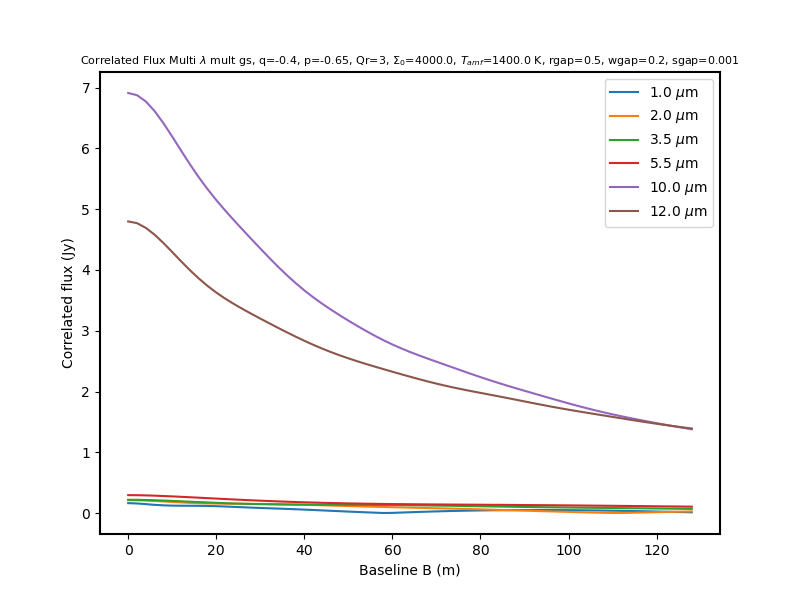 Correlated Flux Multi λ mult gs, q=-0.4, p=-0.65, Qr=3, Σ₀=4000.0, T_amf=1400.0 K, rgap=0.5, wgap=0.2, sgap=0.001
7
6
5
4
3
2
1
0
Correlated flux (Jy)
1.0 μm
2.0 μm
3.5 μm
5.5 μm
10.0 μm
12.0 μm
0 20 40 60 80 100 120
Baseline B (m)